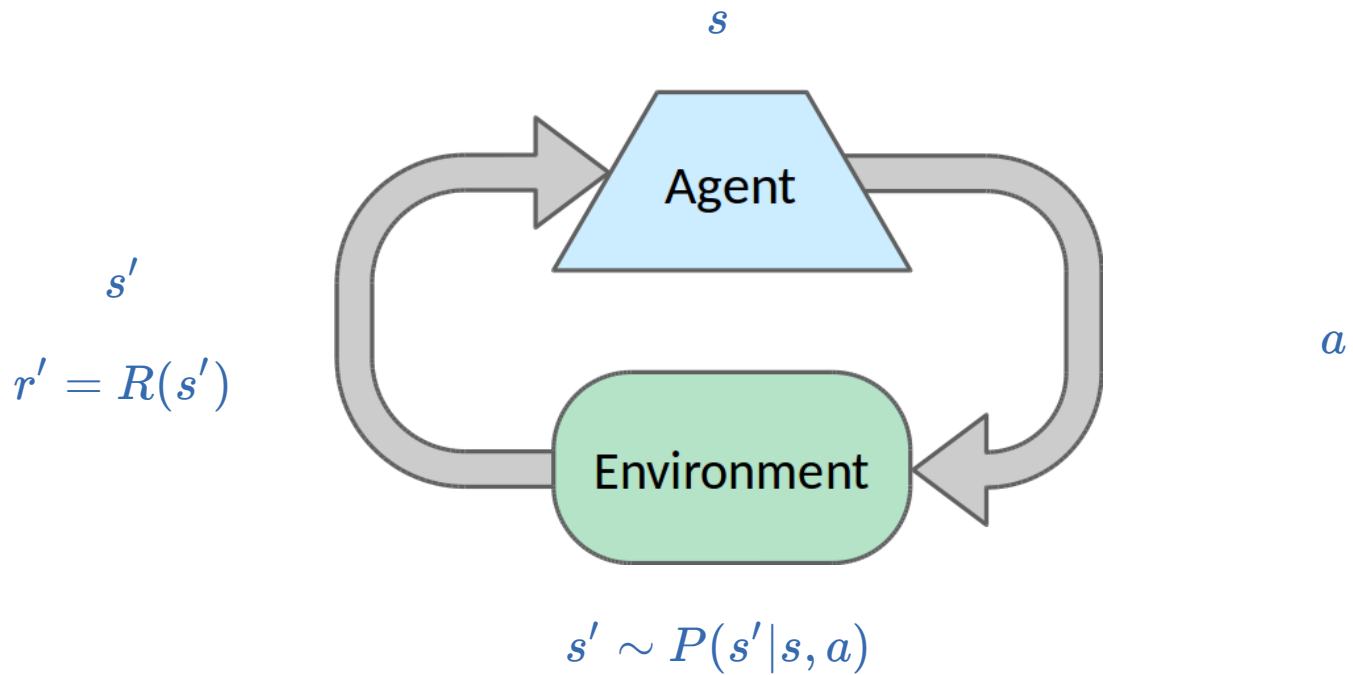 s
Agent
s′
a
r′ = R(s′)
Environment
s′ ∼ P(s′|s, a)